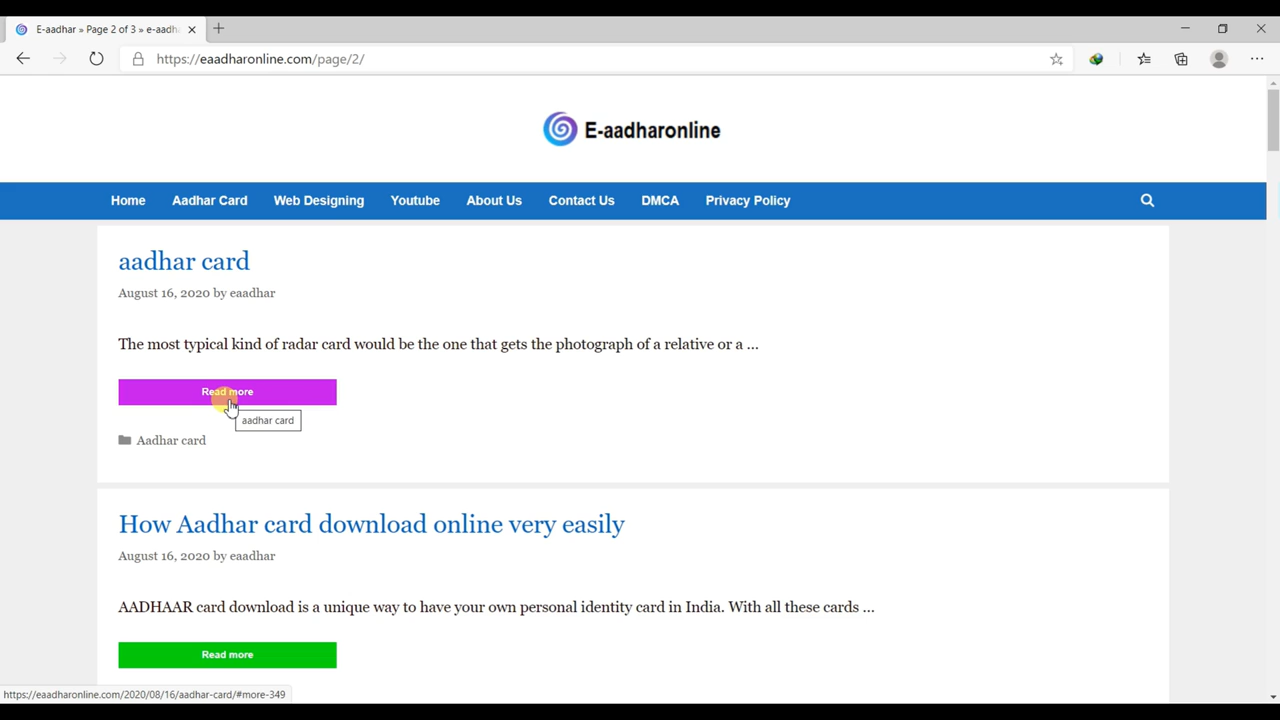 E-aadhar » Page 2 of 3 » e-aadh
https://eaadharonline.com/page/2/
E-aadharonline
Home Aadhar Card Web Designing Youtube About Us Contact Us DMCA Privacy Policy
aadhar card
August 16, 2020 by eaadhar
The most typical kind of radar card would be the one that gets the photograph of a relative or a ...
Read more
aadhar card
Aadhar card
How Aadhar card download online very easily
August 16, 2020 by eaadhar
AADHAAR card download is a unique way to have your own personal identity card in India. With all these cards ...
Read more
https://eaadharonline.com/2020/08/16/aadhar-card/#more-349